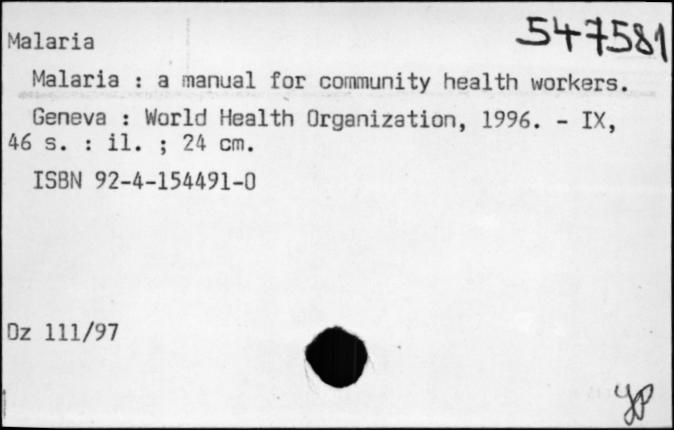 547581
Malaria
Malaria : a manual for community health workers.
Geneva : World Health Organization, 1996. - IX,
46 s. : il. ; 24 cm.
ISBN 92-4-154491-0
Dz 111/97